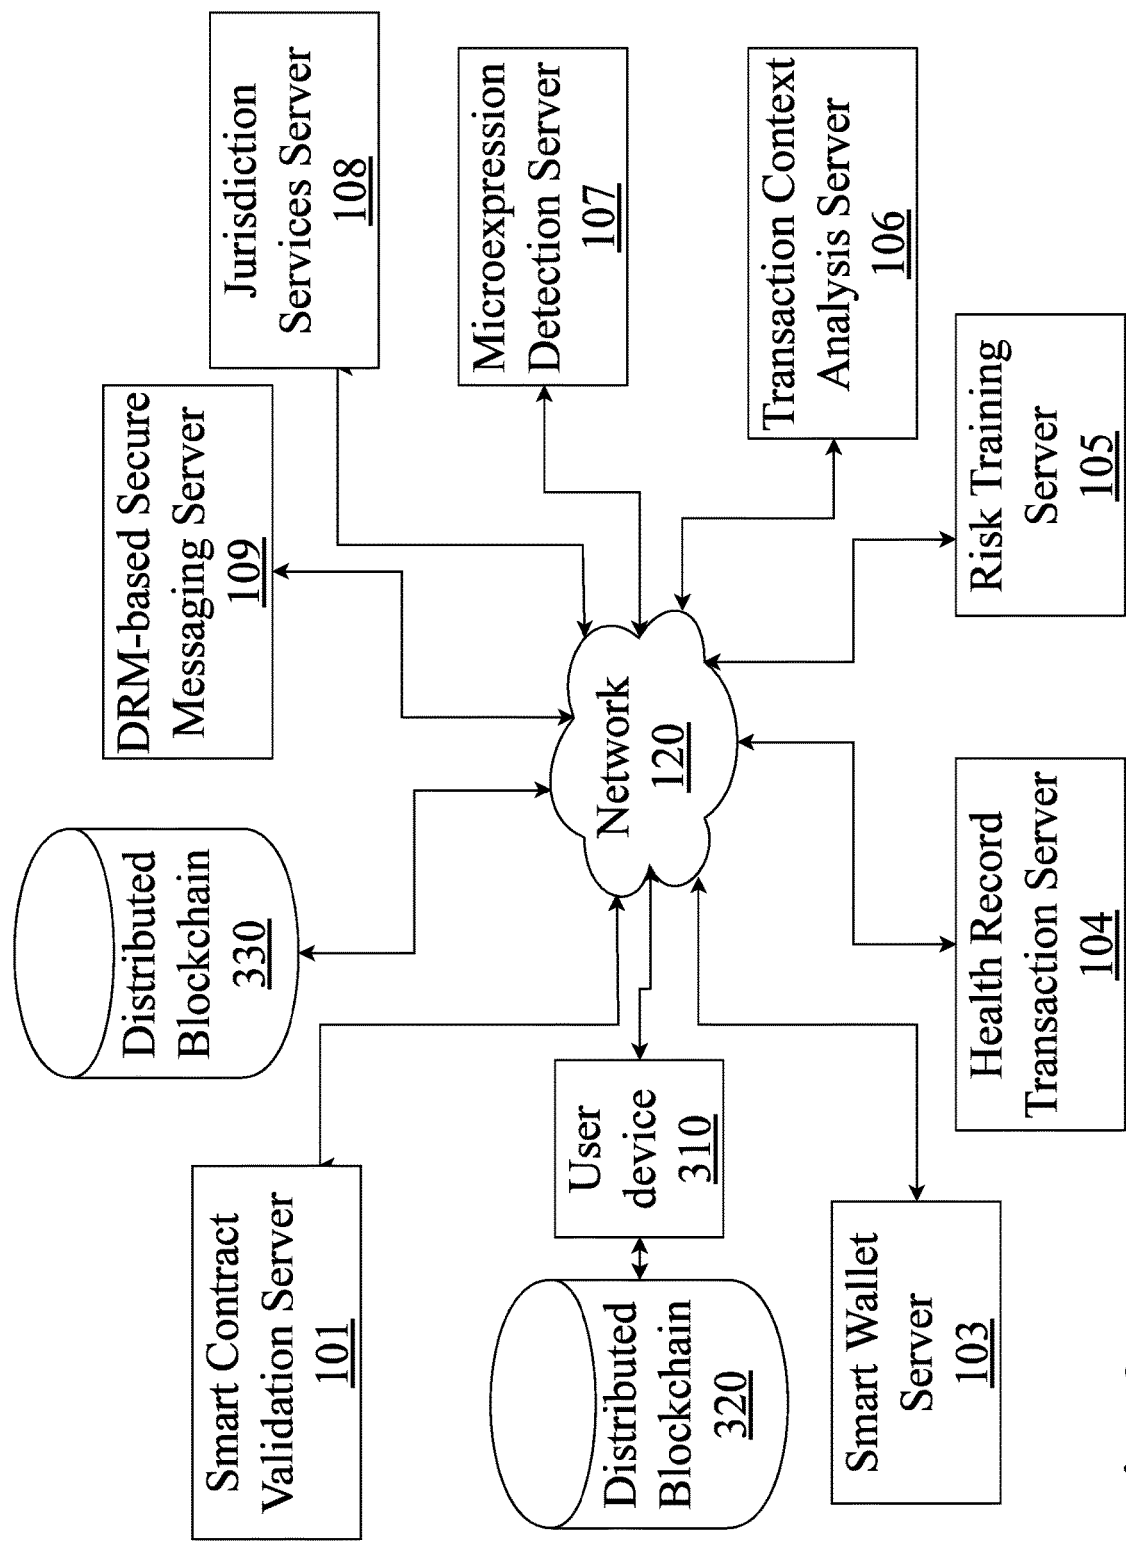 Smart Contract
Validation Server
101
Distributed
Blockchain
330
DRM-based Secure
Messaging Server
109
Jurisdiction
Services Server
108
Microexpression
Detection Server
107
Transaction Context
Analysis Server
106
Risk Training
Server
105
Health Record
Transaction Server
104
Smart Wallet
Server
103
Distributed
Blockchain
320
User
device
310
Network
120